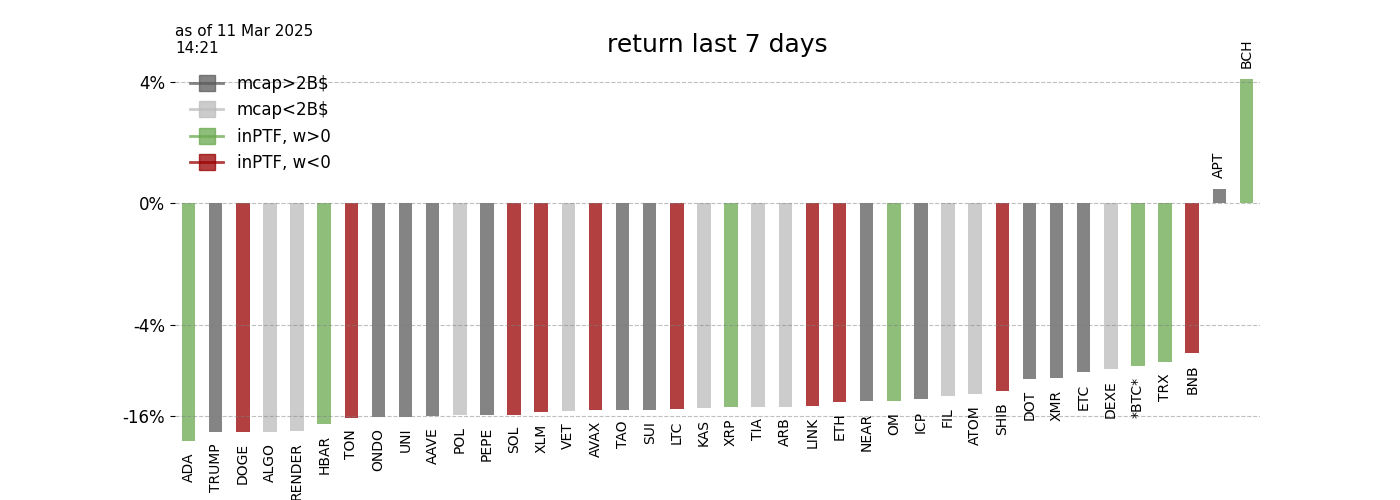 as of 11 Mar 2025
14:21
return last 7 days
mcap>2B$
mcap<2B$
inPTF, w>0
inPTF, w<0
4%
0%
-4%
-16%
ADA
TRUMP
DOGE
ALGO
RENDER
HBAR
TON
ONDO
UNI
AAVE
POL
PEPE
SOL
XLM
VET
AVAX
TAO
SUI
LTC
KAS
XRP
TIA
ARB
LINK
ETH
NEAR
OM
ICP
FIL
ATOM
SHIB
DOT
XMR
ETC
DEXE
*BTC*
TRX
BNB
APT
BCH